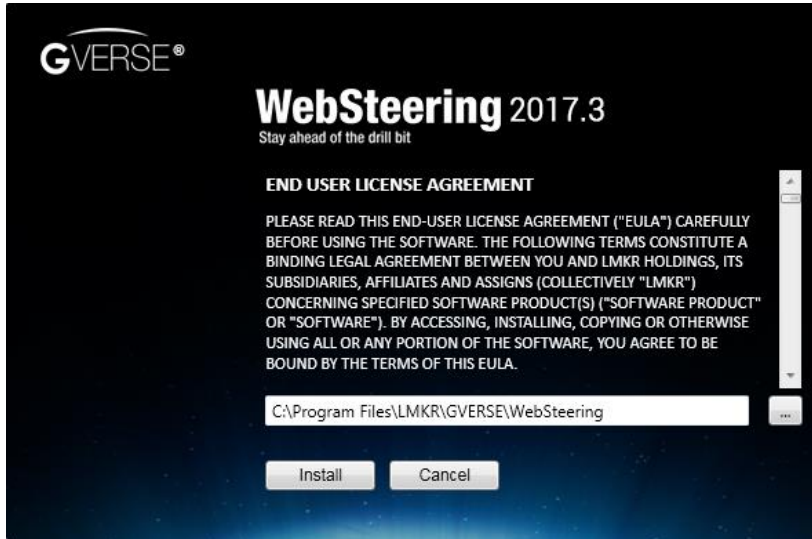 GVERSE®
WebSteering 2017.3
Stay ahead of the drill bit
END USER LICENSE AGREEMENT
PLEASE READ THIS END-USER LICENSE AGREEMENT ("EULA") CAREFULLY
BEFORE USING THE SOFTWARE. THE FOLLOWING TERMS CONSTITUTE A
BINDING LEGAL AGREEMENT BETWEEN YOU AND LMKR HOLDINGS, ITS
SUBSIDIARIES, AFFILIATES AND ASSIGNS (COLLECTIVELY "LMKR")
CONCERNING SPECIFIED SOFTWARE PRODUCT(S) ("SOFTWARE PRODUCT"
OR "SOFTWARE"). BY ACCESSING, INSTALLING, COPYING OR OTHERWISE
USING ALL OR ANY PORTION OF THE SOFTWARE, YOU AGREE TO BE
BOUND BY THE TERMS OF THIS EULA.
C:\Program Files\LMKR\GVERSE\WebSteering ...
Install Cancel